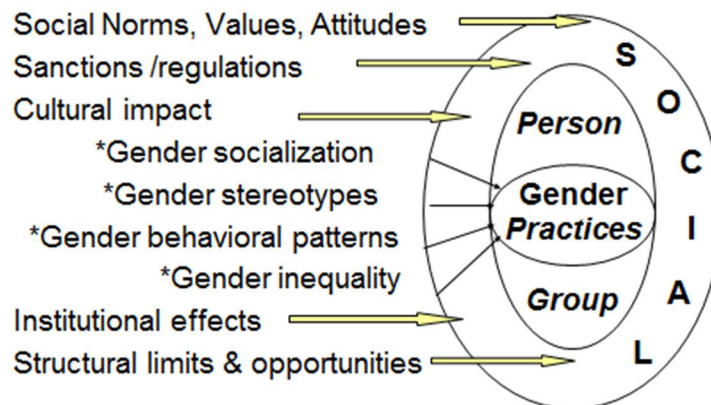 Social Norms, Values, Attitudes
Sanctions /regulations
Cultural impact
*Gender socialization
*Gender stereotypes
*Gender behavioral patterns
*Gender inequality
Institutional effects
Structural limits & opportunities
Person
Gender
Practices
Group
S
O
C
I
A
L